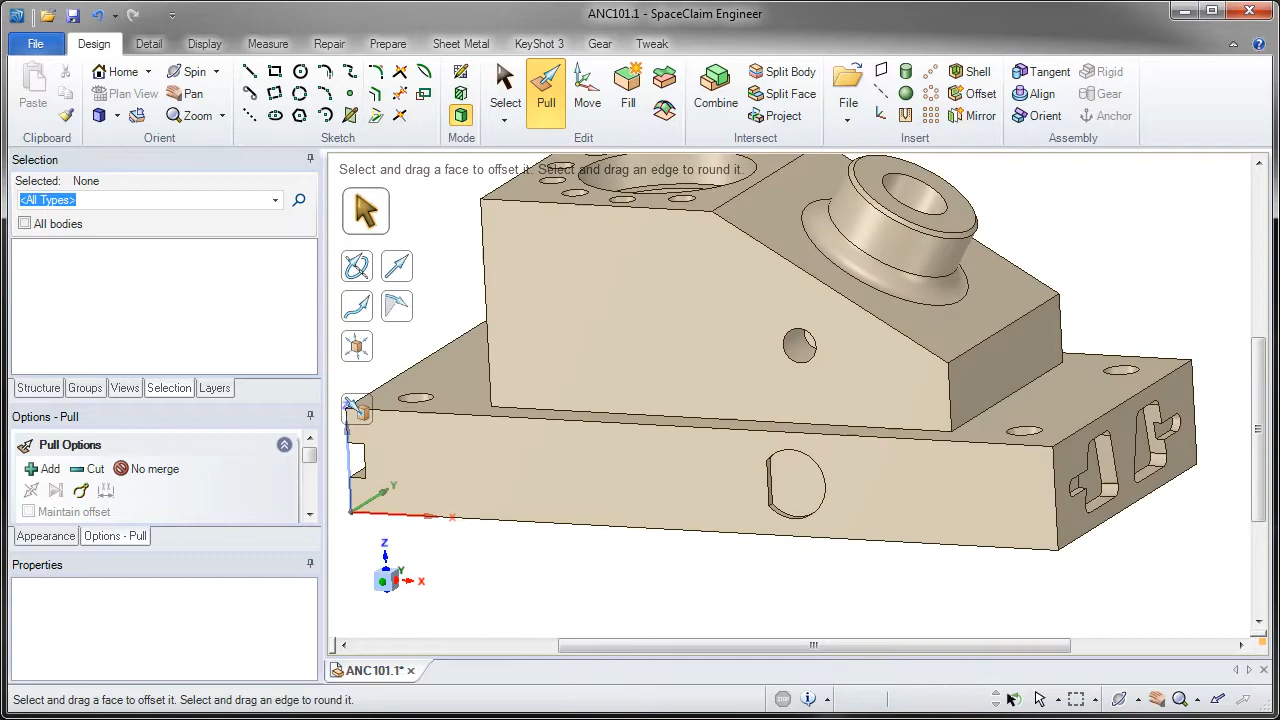 ANC101.1 - SpaceClaim Engineer
File Design Detail Display Measure Repair Prepare Sheet Metal KeyShot 3 Gear Tweak
Paste
Home Spin
Plan View Pan
Zoom
Select Pull Move Fill
Combine
Split Body
Split Face
Project
File
Shell
Offset
Mirror
Tangent Rigid
Align Gear
Orient Anchor
Clipboard Orient Sketch Mode Edit Intersect Insert Assembly
Selection
Selected: None
<All Types>
All bodies
Structure Groups Views Selection Layers
Options - Pull
Pull Options
Add Cut No merge
Maintain offset
Appearance Options - Pull
Properties
Select and drag a face to offset it. Select and drag an edge to round it.
Z
Y
X
Z
Y
X
ANC101.1*
Select and drag a face to offset it. Select and drag an edge to round it.